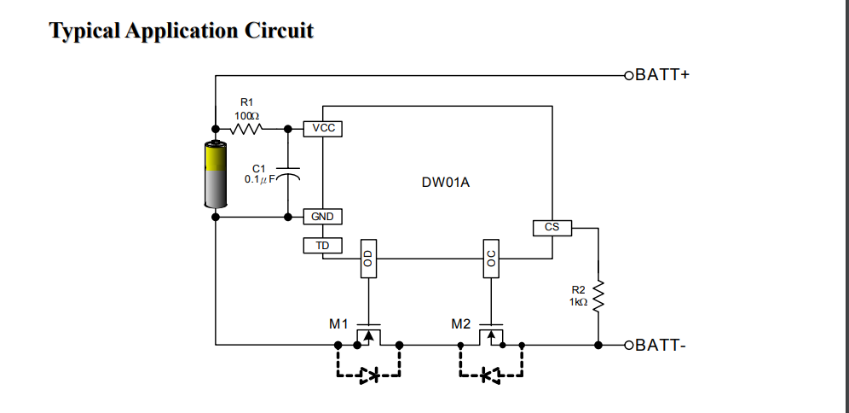 Typical Application Circuit
BATT+
R1
100Ω
VCC
C1
0.1μF
DW01A
GND
CS
TD
OD
OC
R2
1kΩ
M1
M2
BATT-